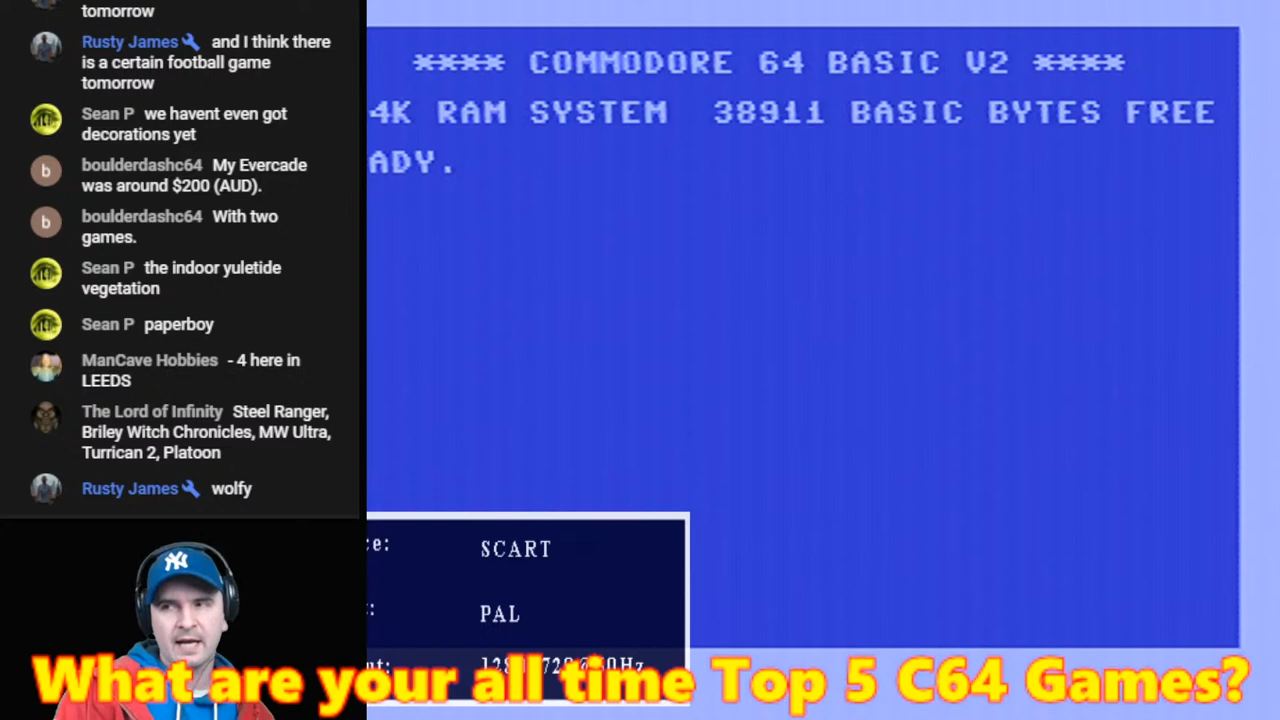 tomorrow
Rusty James and I think there
is a certain football game
tomorrow
Sean P we havent even got
decorations yet
boulderdashc64 My Evercade
was around $200 (AUD).
boulderdashc64 With two
games.
Sean P the indoor yuletide
vegetation
Sean P paperboy
ManCave Hobbies - 4 here in
LEEDS
The Lord of Infinity Steel Ranger,
Briley Witch Chronicles, MW Ultra,
Turrican 2, Platoon
Rusty James wolfy
**** COMMODORE 64 BASIC V2 ****
4K RAM SYSTEM 38911 BASIC BYTES FREE
ADY.
ce: SCART
: PAL
What are your all time Top 5 C64 Games?